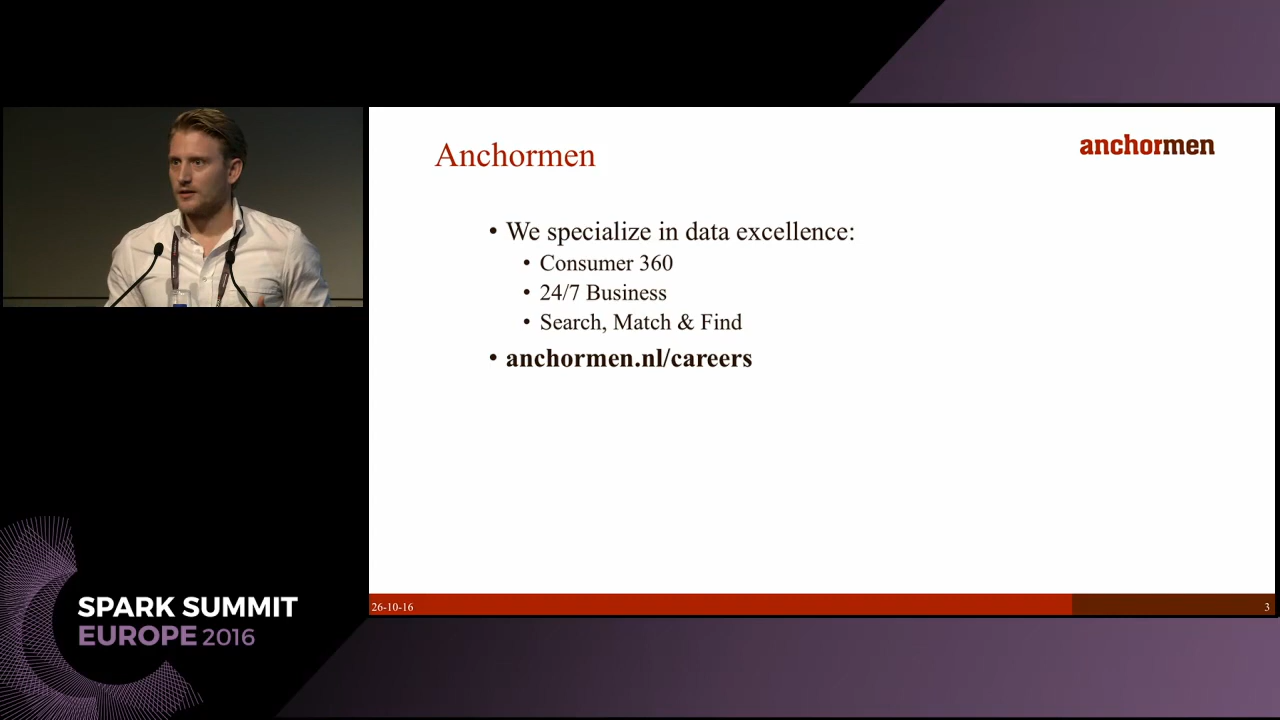 Anchormen
anchormen
• We specialize in data excellence:
• Consumer 360
• 24/7 Business
• Search, Match & Find
• anchormen.nl/careers
26-10-16
3
SPARK SUMMIT
EUROPE 2016